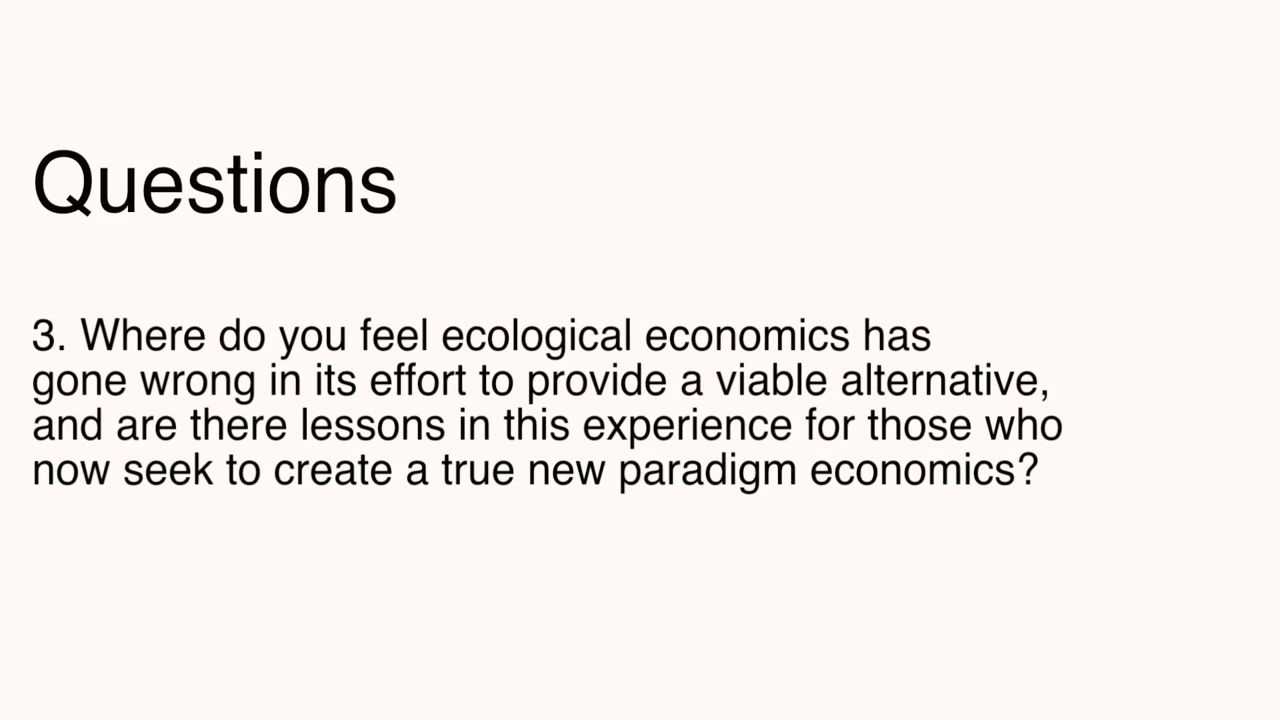 Questions
3. Where do you feel ecological economics has
gone wrong in its effort to provide a viable alternative,
and are there lessons in this experience for those who
now seek to create a true new paradigm economics?